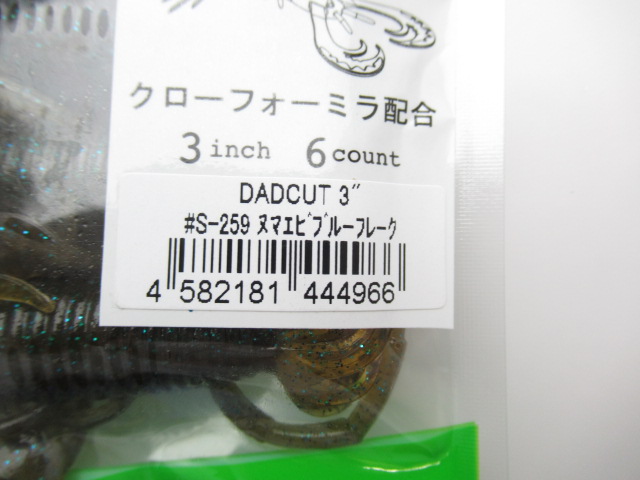 クローフォーミラ配合
3 inch 6 count
DADCUT 3″
#S-259 ﾇﾏｴﾋﾞﾌﾞﾙｰﾌﾚｰｸ
4 582181 444966